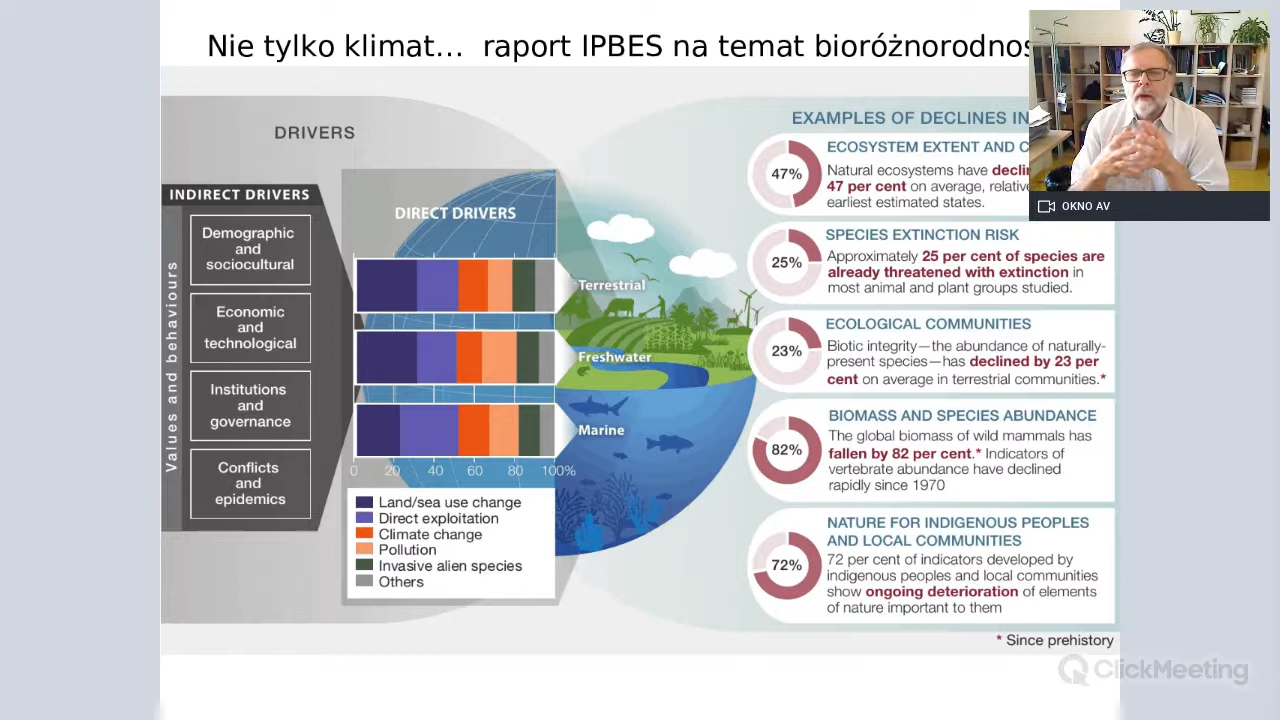 Nie tylko klimat... raport IPBES na temat
DRIVERS
INDIRECT DRIVERS
Values and behaviours
Demographic
and
sociocultural
Economic
and
technological
Institutions
and
governance
Conflicts
and
epidemics
DIRECT DRIVERS
Terrestrial
Freshwater
Marine
0 20 40 60 80 100%
Land/sea use change
Direct exploitation
Climate change
Pollution
Invasive alien species
Others
EXAMPLES OF DECLINES IN
47%
ECOSYSTEM EXTENT AND
Natural ecosystems have
47 per cent on average,
earliest estimated states.
25%
SPECIES EXTINCTION RISK
Approximately 25 per cent of species are
already threatened with extinction in
most animal and plant groups studied.
23%
ECOLOGICAL COMMUNITIES
Biotic integrity—the abundance of naturally-
present species—has declined by 23 per
cent on average in terrestrial communities.*
82%
BIOMASS AND SPECIES ABUNDANCE
The global biomass of wild mammals has
fallen by 82 per cent.* Indicators of
vertebrate abundance have declined
rapidly since 1970
72%
NATURE FOR INDIGENOUS PEOPLES
AND LOCAL COMMUNITIES
72 per cent of indicators developed by
indigenous peoples and local communities
show ongoing deterioration of elements
of nature important to them
* Since prehistory
OKNO AV
ClickMeeting